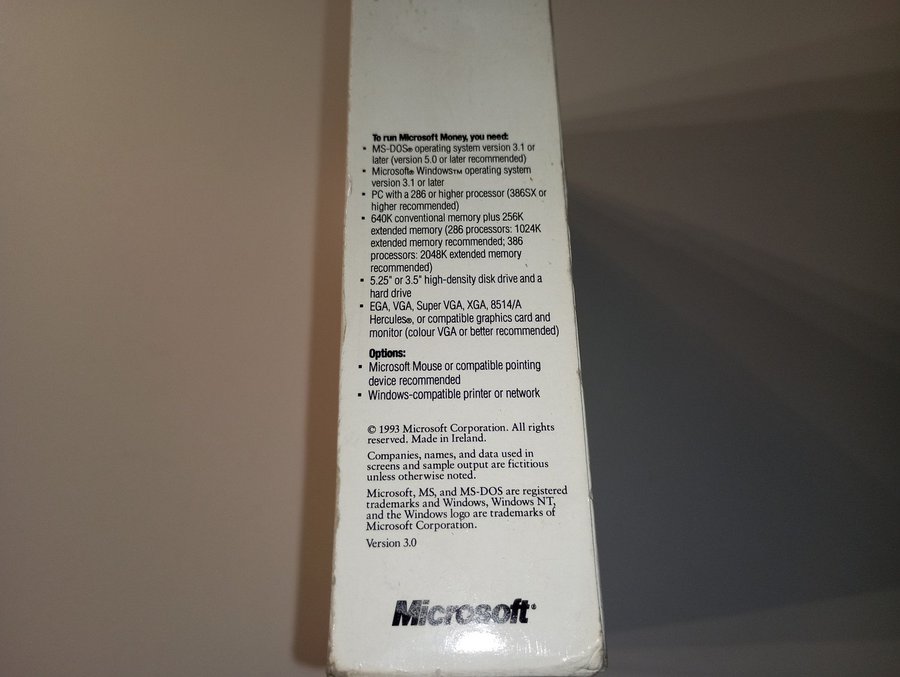 To run Microsoft Money, you need:
▪ MS-DOS® operating system version 3.1 or
later (version 5.0 or later recommended)
▪ Microsoft® Windows™ operating system
version 3.1 or later
▪ PC with a 286 or higher processor (386SX or
higher recommended)
▪ 640K conventional memory plus 256K
extended memory (286 processors: 1024K
extended memory recommended; 386
processors: 2048K extended memory
recommended)
▪ 5.25" or 3.5" high-density disk drive and a
hard drive
▪ EGA, VGA, Super VGA, XGA, 8514/A
Hercules®, or compatible graphics card and
monitor (colour VGA or better recommended)
Options:
▪ Microsoft Mouse or compatible pointing
device recommended
▪ Windows-compatible printer or network
© 1993 Microsoft Corporation. All rights
reserved. Made in Ireland.
Companies, names, and data used in
screens and sample output are fictitious
unless otherwise noted.
Microsoft, MS, and MS-DOS are registered
trademarks and Windows, Windows NT,
and the Windows logo are trademarks of
Microsoft Corporation.
Version 3.0
Microsoft®